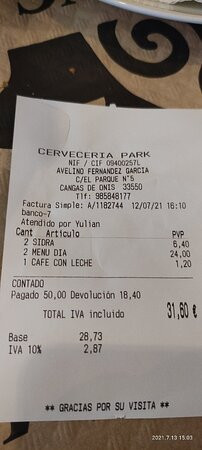 CERVECERIA PARK
NIF / CIF 09400257L
AVELINO FERNANDEZ GARCIA
C/EL PARQUE N°5
CANGAS DE ONIS 33550
Tlf: 985848177
Factura Simple: A/1182744 12/07/21 16:10
banco-7
Atendido por Yulian
Cant Artículo PVP
2 SIDRA 6,40
2 MENU DIA 24,00
1 CAFE CON LECHE 1,20
CONTADO
Pagado 50,00 Devolución 18,40
TOTAL IVA incluido 31,60 €
Base 28,73
IVA 10% 2,87
** GRACIAS POR SU VISITA **
2021.7.13 15:03